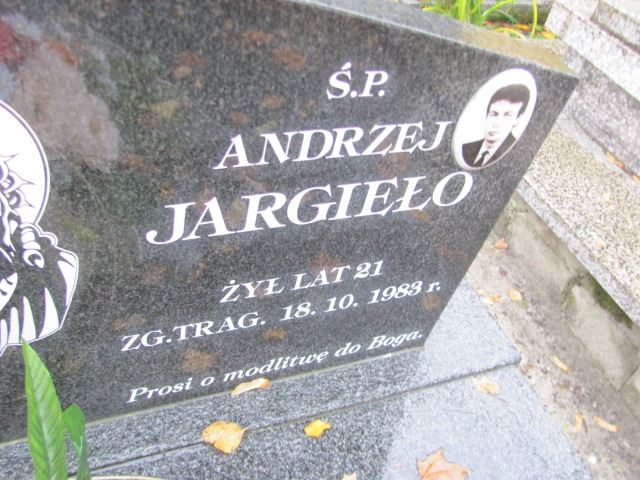 Ś.P.
ANDRZEJ
JARGIEŁO
ŻYŁ LAT 21
ZG.TRAG. 18.10.1983 r.
Prosi o modlitwę do Boga.